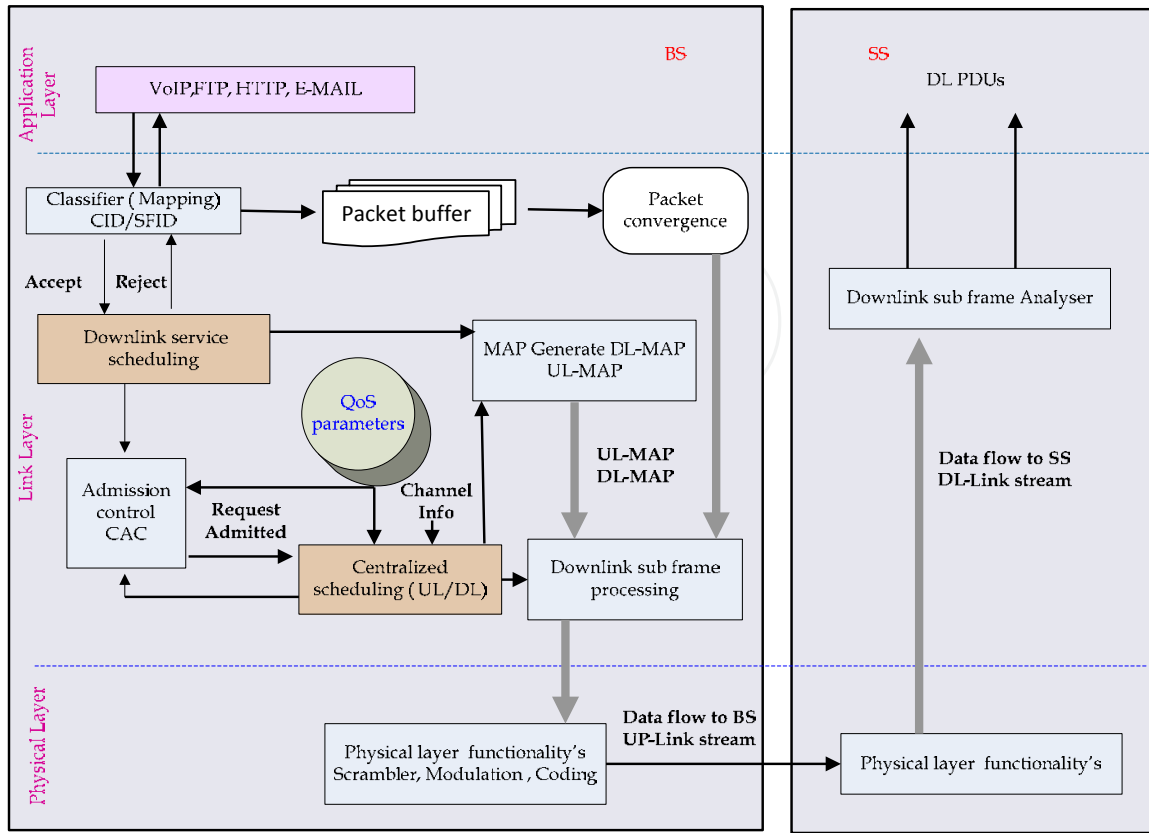 BS
SS
Application
Layer
VoIP,FTP, HTTP, E-MAIL
DL PDUs
Classifier ( Mapping)
CID/SFID
Packet buffer
Packet
convergence
Accept
Reject
Downlink sub frame Analyser
Downlink service
scheduling
MAP Generate DL-MAP
UL-MAP
QoS
parameters
Link Layer
UL-MAP
DL-MAP
Data flow to SS
DL-Link stream
Admission
control
CAC
Request
Admitted
Channel
Info
Centralized
scheduling ( UL/DL)
Downlink sub frame
processing
Physical Layer
Data flow to BS
UP-Link stream
Physical layer functionality's
Scrambler, Modulation , Coding
Physical layer functionality's